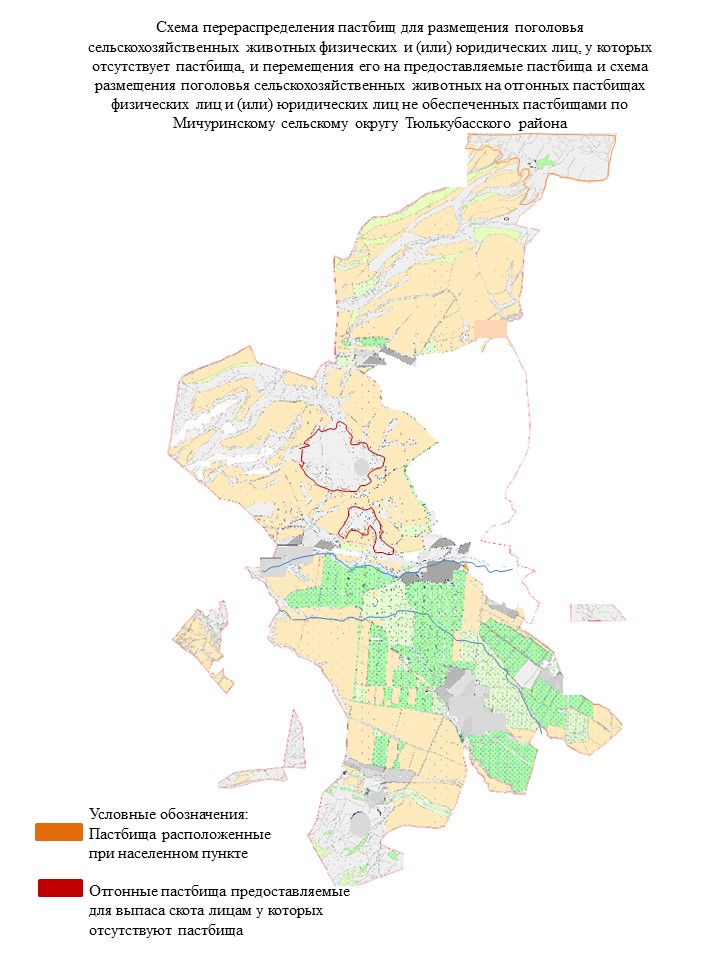 Схема перераспределения пастбищ для размещения поголовья
сельскохозяйственных животных физических и (или) юридических лиц, у которых
отсутствует пастбища, и перемещения его на предоставляемые пастбища и схема
размещения поголовья сельскохозяйственных животных на отгонных пастбищах
физических лиц и (или) юридических лиц не обеспеченных пастбищами по
Мичуринскому сельскому округу Тюлькубасского района
Условные обозначения:
Пастбища расположенные
при населенном пункте
Отгонные пастбища предоставляемые
для выпаса скота лицам у которых
отсутствуют пастбища